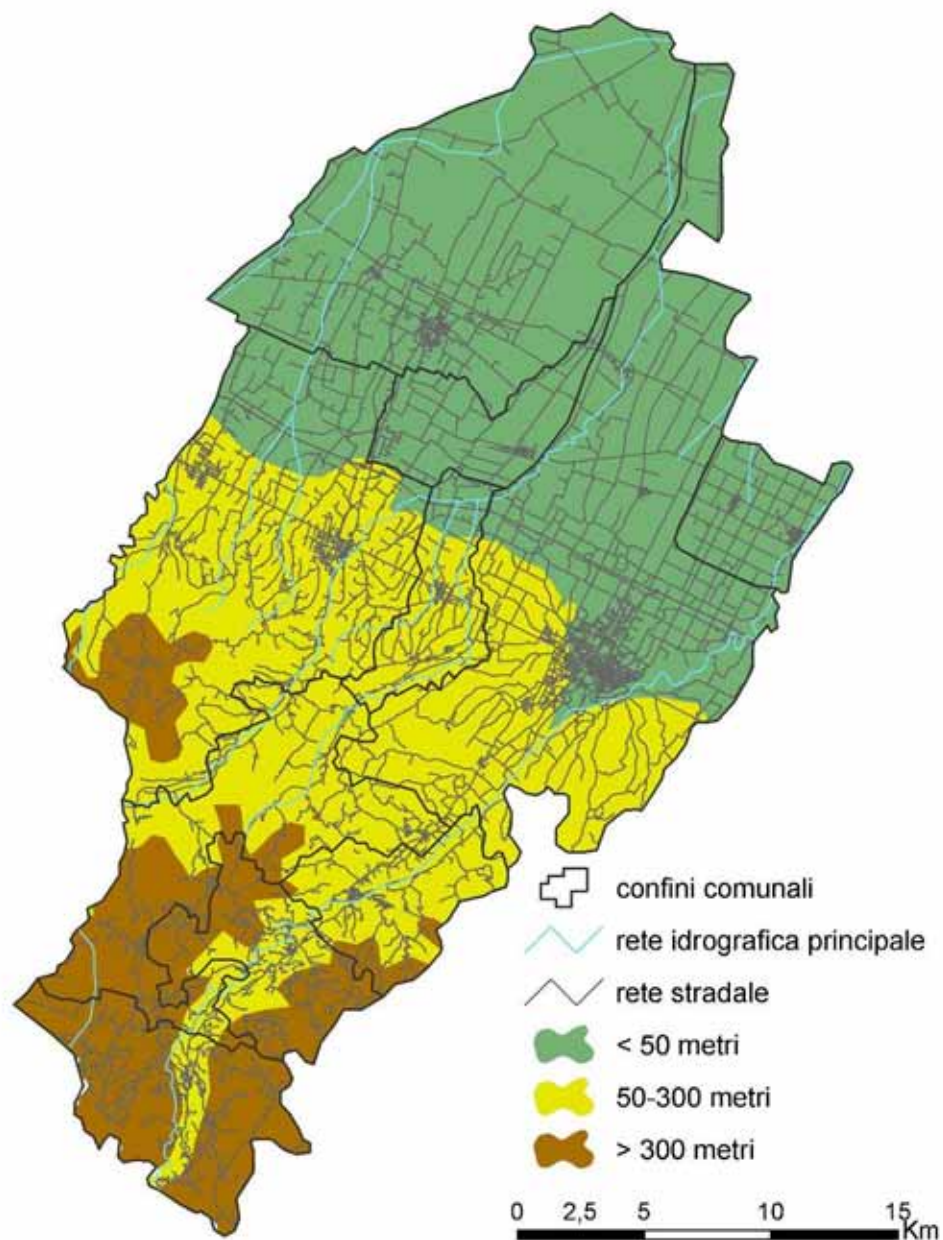 confini comunali
rete idrografica principale
rete stradale
< 50 metri
50-300 metri
> 300 metri
0 2,5 5 10 15
Km